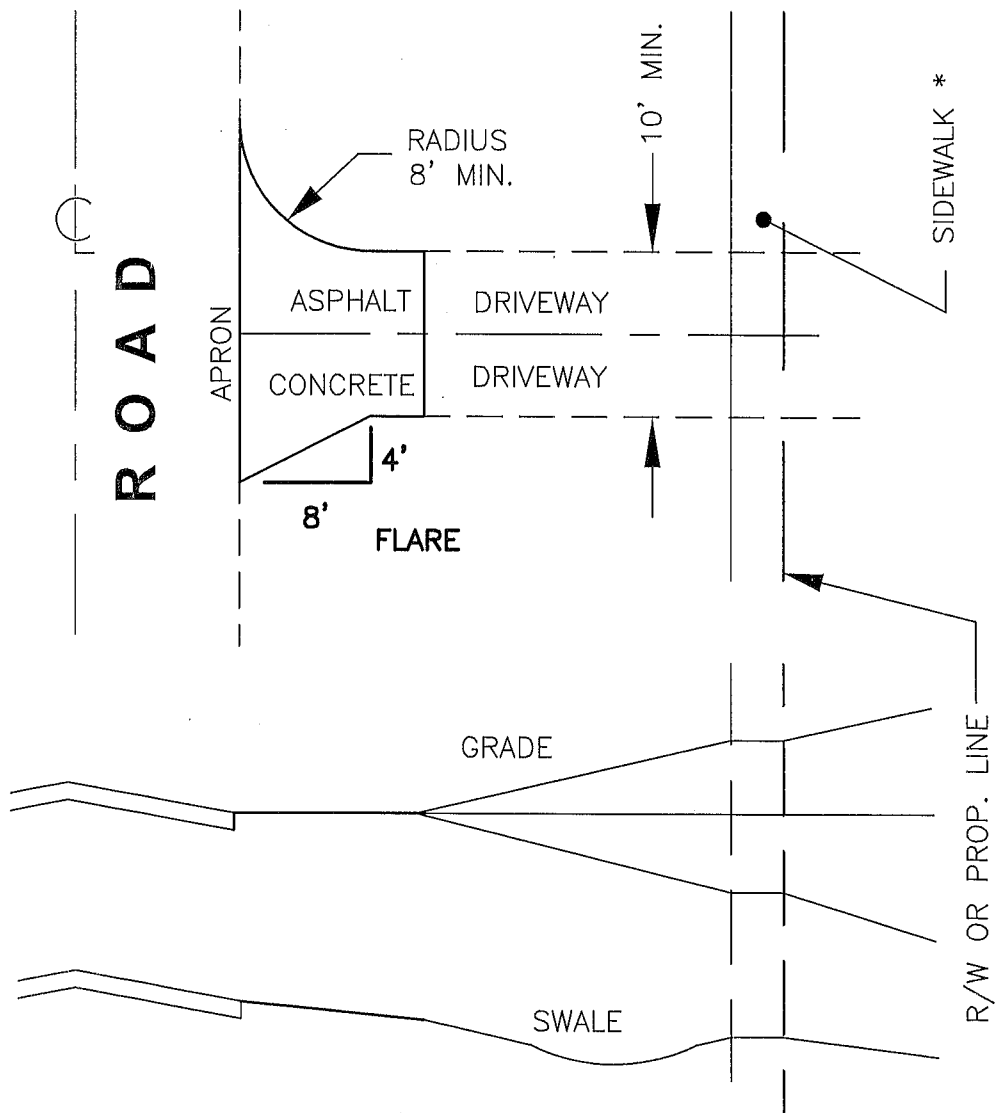 ℄
ROAD
APRON
RADIUS
8' MIN.
10' MIN.
SIDEWALK *
ASPHALT
DRIVEWAY
CONCRETE
DRIVEWAY
4'
8'
FLARE
GRADE
R/W OR PROP. LINE
SWALE